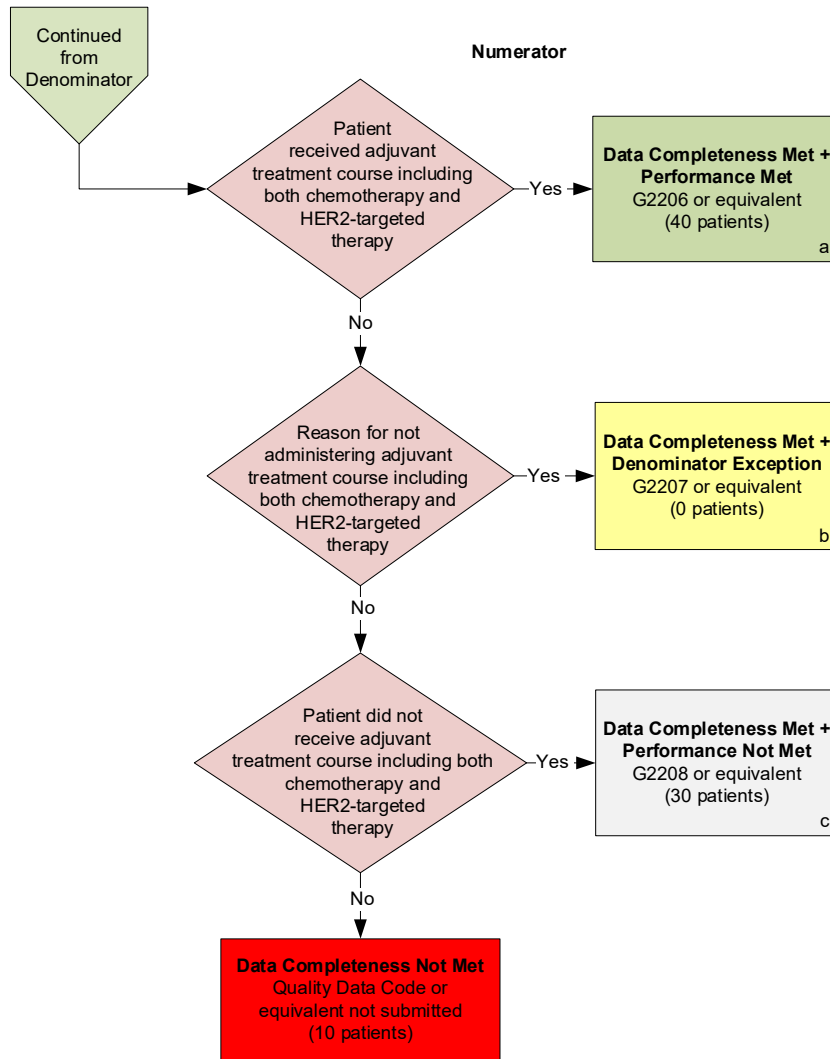 Continued
from
Denominator
Numerator
Patient
received adjuvant
treatment course including
both chemotherapy and
HER2-targeted
therapy
Yes
Data Completeness Met +
Performance Met
G2206 or equivalent
(40 patients)
a
No
Reason for not
administering adjuvant
treatment course including
both chemotherapy and
HER2-targeted
therapy
Yes
Data Completeness Met +
Denominator Exception
G2207 or equivalent
(0 patients)
b
No
Patient did not
receive adjuvant
treatment course including both
chemotherapy and
HER2-targeted
therapy
Yes
Data Completeness Met +
Performance Not Met
G2208 or equivalent
(30 patients)
c
No
Data Completeness Not Met
Quality Data Code or
equivalent not submitted
(10 patients)